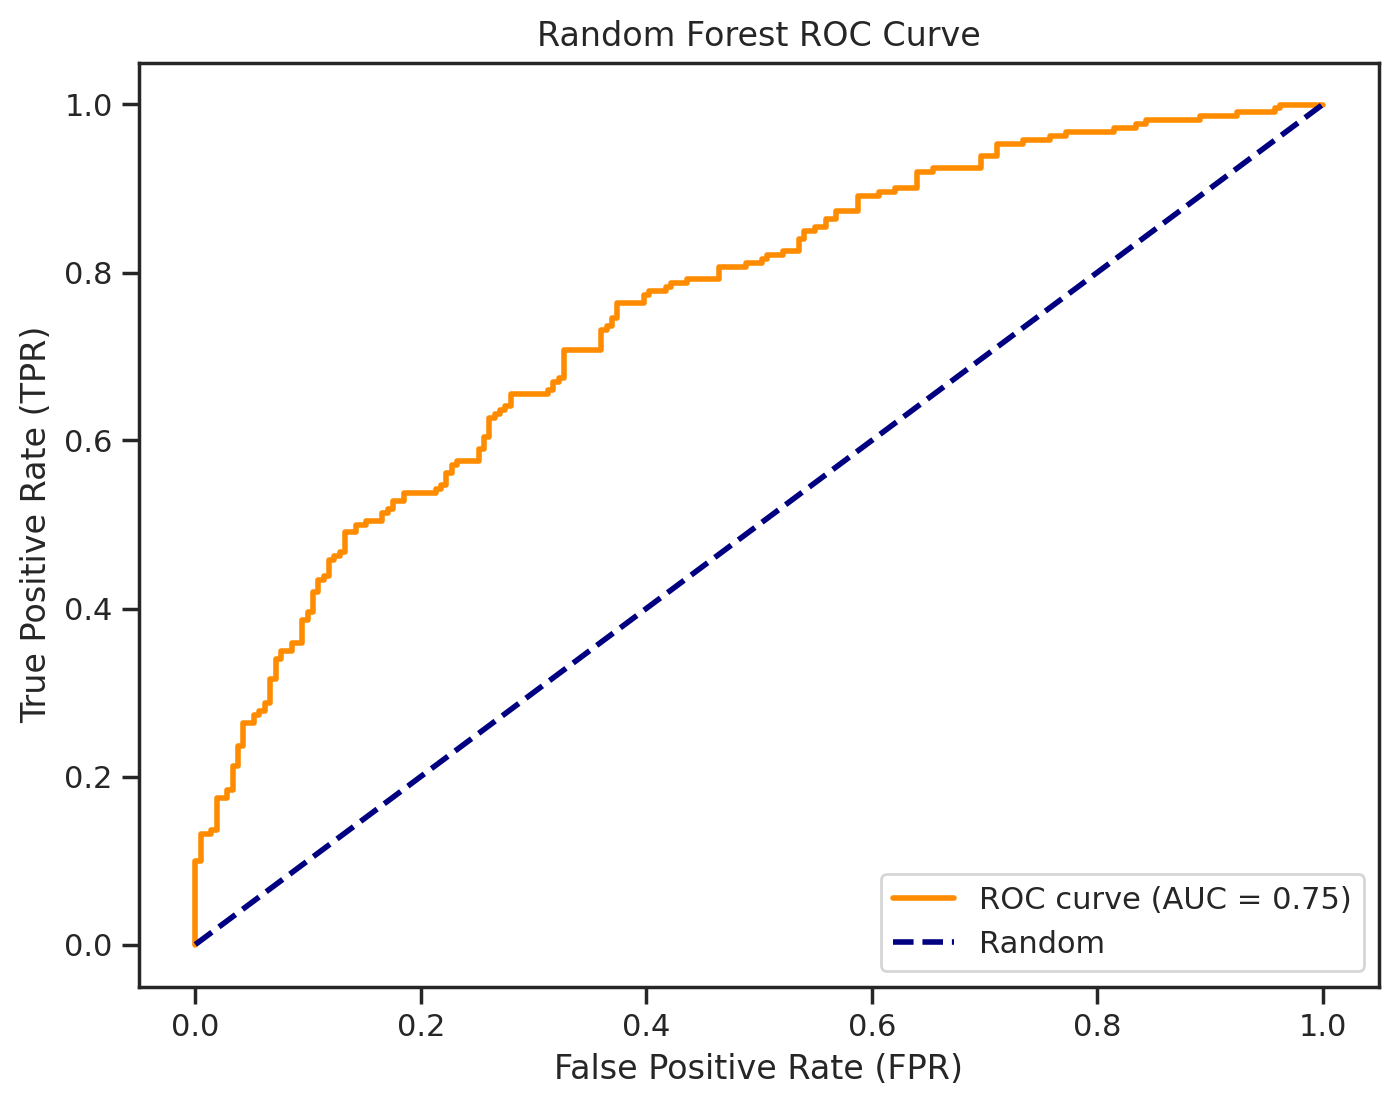 Random Forest ROC Curve
True Positive Rate (TPR)
1.0
0.8
0.6
0.4
0.2
0.0
ROC curve (AUC = 0.75)
Random
0.0 0.2 0.4 0.6 0.8 1.0
False Positive Rate (FPR)